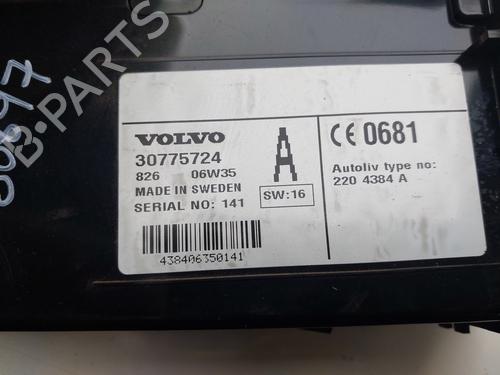 B-PARTS
VOLVO
30775724
826 06W35
MADE IN SWEDEN
SERIAL NO: 141
A
SW:16
CE 0681
Autoliv type no:
220 4384 A
438406350141